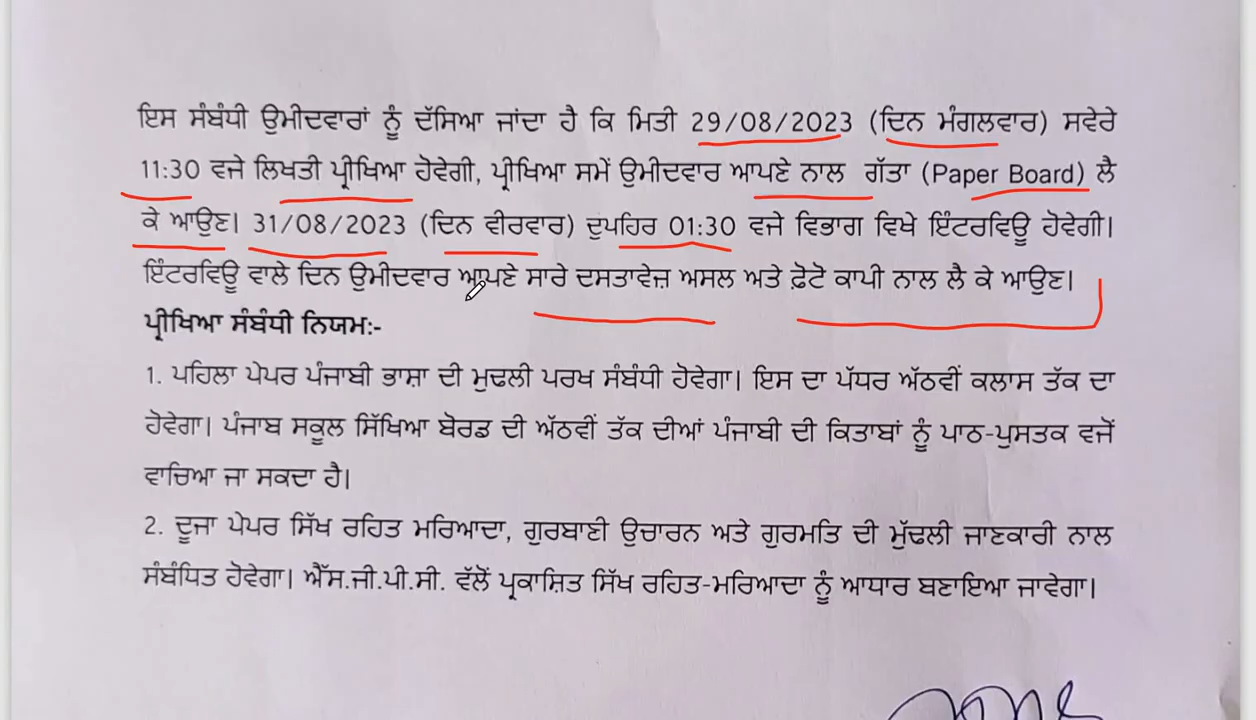 ਇਸ ਸੰਬੰਧੀ ਉਮੀਦਵਾਰਾਂ ਨੂੰ ਦੱਸਿਆ ਜਾਂਦਾ ਹੈ ਕਿ ਮਿਤੀ 29/08/2023 (ਦਿਨ ਮੰਗਲਵਾਰ) ਸਵੇਰੇ
11:30 ਵਜੇ ਲਿਖਤੀ ਪ੍ਰੀਖਿਆ ਹੋਵੇਗੀ, ਪ੍ਰੀਖਿਆ ਸਮੇਂ ਉਮੀਦਵਾਰ ਆਪਣੇ ਨਾਲ ਗੱਤਾ (Paper Board) ਲੈ
ਕੇ ਆਉਣ। 31/08/2023 (ਦਿਨ ਵੀਰਵਾਰ) ਦੁਪਹਿਰ 01:30 ਵਜੇ ਵਿਭਾਗ ਵਿਖੇ ਇੰਟਰਵਿਊ ਹੋਵੇਗੀ।
ਇੰਟਰਵਿਊ ਵਾਲੇ ਦਿਨ ਉਮੀਦਵਾਰ ਆਪਣੇ ਸਾਰੇ ਦਸਤਾਵੇਜ਼ ਅਸਲ ਅਤੇ ਫ਼ੋਟੋ ਕਾਪੀ ਨਾਲ ਲੈ ਕੇ ਆਉਣ।
ਪ੍ਰੀਖਿਆ ਸੰਬੰਧੀ ਨਿਯਮ:-
1. ਪਹਿਲਾ ਪੇਪਰ ਪੰਜਾਬੀ ਭਾਸ਼ਾ ਦੀ ਮੁਢਲੀ ਪਰਖ ਸੰਬੰਧੀ ਹੋਵੇਗਾ। ਇਸ ਦਾ ਪੱਧਰ ਅੱਠਵੀਂ ਕਲਾਸ ਤੱਕ ਦਾ
ਹੋਵੇਗਾ। ਪੰਜਾਬ ਸਕੂਲ ਸਿੱਖਿਆ ਬੋਰਡ ਦੀ ਅੱਠਵੀਂ ਤੱਕ ਦੀਆਂ ਪੰਜਾਬੀ ਦੀ ਕਿਤਾਬਾਂ ਨੂੰ ਪਾਠ-ਪੁਸਤਕ ਵਜੋਂ
ਵਾਚਿਆ ਜਾ ਸਕਦਾ ਹੈ।
2. ਦੂਜਾ ਪੇਪਰ ਸਿੱਖ ਰਹਿਤ ਮਰਿਆਦਾ, ਗੁਰਬਾਣੀ ਉਚਾਰਨ ਅਤੇ ਗੁਰਮਤਿ ਦੀ ਮੁੱਢਲੀ ਜਾਣਕਾਰੀ ਨਾਲ
ਸੰਬੰਧਿਤ ਹੋਵੇਗਾ। ਐੱਸ.ਜੀ.ਪੀ.ਸੀ. ਵੱਲੋਂ ਪ੍ਰਕਾਸ਼ਿਤ ਸਿੱਖ ਰਹਿਤ-ਮਰਿਆਦਾ ਨੂੰ ਆਧਾਰ ਬਣਾਇਆ ਜਾਵੇਗਾ।